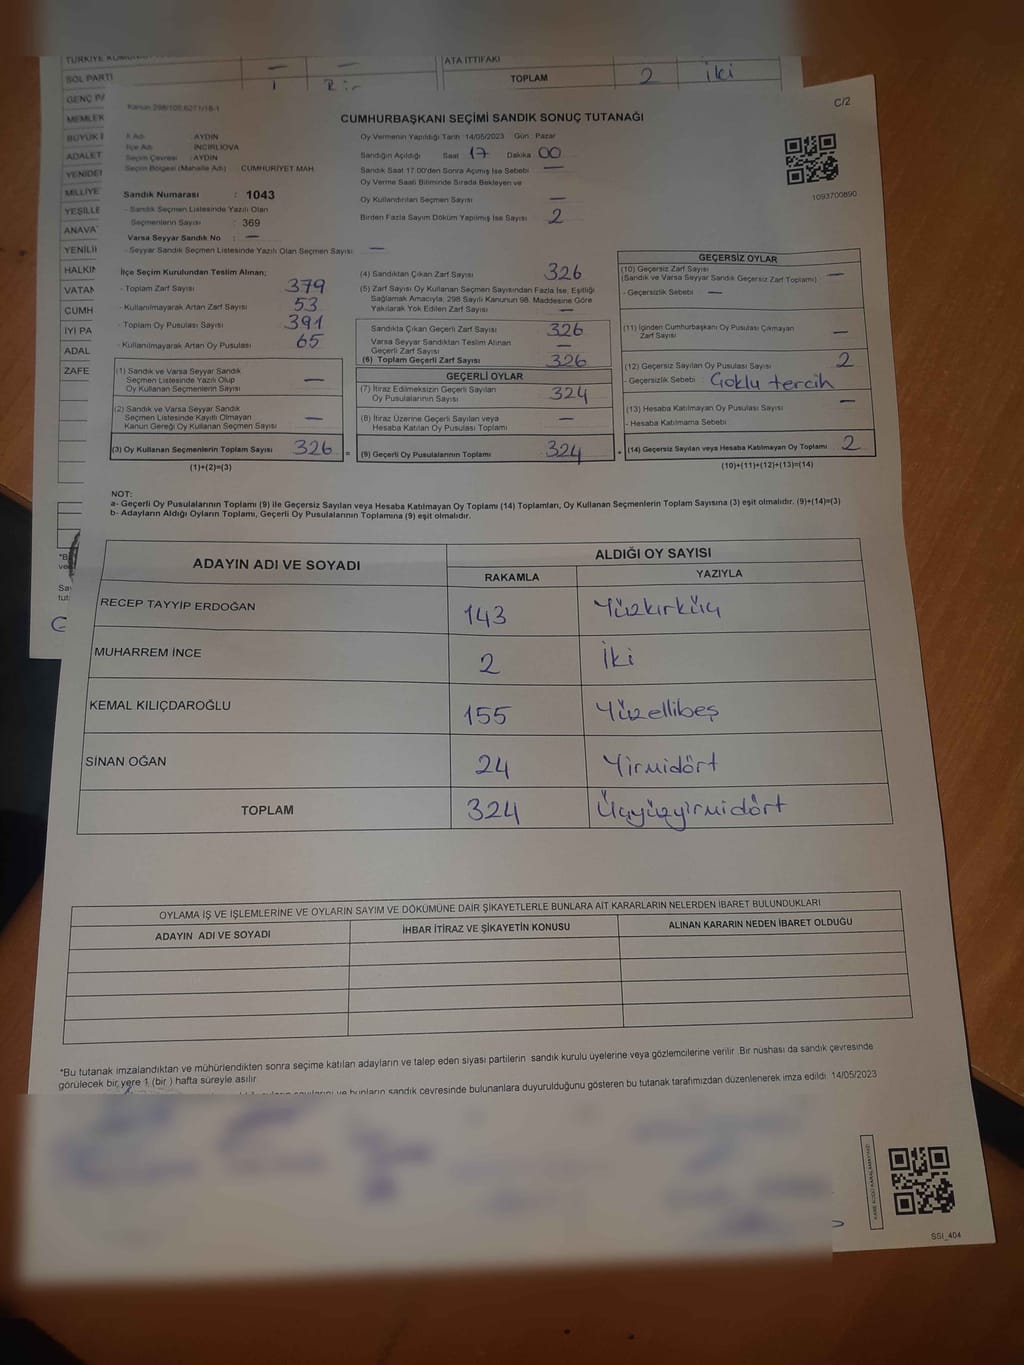 TÜRKİYE KOMÜNİ
ATA İTTİFAKI
SOL PARTİ
TOPLAM 2 iki
GENÇ PA
MEMLEK
BÜYÜK
ADALET
YENİDEN
MİLLİYE
YEŞİLLE
ANAVA
YENİLİ
HALKIN
VATAN
CUMH
İYİ PA
ADAL
ZAFE
Kanun 298/105.6271/18-1
C/2
CUMHURBAŞKANI SEÇİMİ SANDIK SONUÇ TUTANAĞI
İl Adı : AYDIN
İlçe Adı : İNCİRLİOVA
Seçim Çevresi : AYDIN
Seçim Bölgesi (Mahalle Adı) CUMHURİYET MAH
Sandık Numarası : 1043
- Sandık Seçmen Listesinde Yazılı Olan
Seçmenlerin Sayısı : 369
Varsa Seyyar Sandık No : —
- Seyyar Sandık Seçmen Listesinde Yazılı Olan Seçmen Sayısı —
Oy Vermenin Yapıldığı Tarih :14/05/2023 Gün : Pazar
Sandığın Açıldığı Saat 17 Dakika 00
Sandık Saat 17.00'den Sonra Açılmış İse Sebebi —
Oy Verme Saati Bitiminde Sırada Bekleyen ve
Oy Kullandırılan Seçmen Sayısı —
Birden Fazla Sayım Döküm Yapılmış İse Sayısı 2
1093700890
İlçe Seçim Kurulundan Teslim Alınan;
- Toplam Zarf Sayısı 379
- Kullanılmayarak Artan Zarf Sayısı 53
- Toplam Oy Pusulası Sayısı 391
- Kullanılmayarak Artan Oy Pusulası 65
(1) Sandık ve Varsa Seyyar Sandık
Seçmen Listesinde Yazılı Olup
Oy Kullanan Seçmenlerin Sayısı —
(2) Sandık ve Varsa Seyyar Sandık
Seçmen Listesinde Kayıtlı Olmayan
Kanun Gereği Oy Kullanan Seçmen Sayısı —
(3) Oy Kullanan Seçmenlerin Toplam Sayısı 326 =
(1)+(2)=(3)
(4) Sandıktan Çıkan Zarf Sayısı 326
(5) Zarf Sayısı Oy Kullanan Seçmen Sayısından Fazla İse, Eşitliği
Sağlamak Amacıyla, 298 Sayılı Kanunun 98. Maddesine Göre
Yakılarak Yok Edilen Zarf Sayısı —
Sandıkta Çıkan Geçerli Zarf Sayısı 326
Varsa Seyyar Sandıktan Teslim Alınan
Geçerli Zarf Sayısı —
(6) Toplam Geçerli Zarf Sayısı 326
GEÇERLİ OYLAR
(7) İtiraz Edilmeksizin Geçerli Sayılan
Oy Pusulalarının Sayısı 324
(8) İtiraz Üzerine Geçerli Sayılan veya
Hesaba Katılan Oy Pusulası Toplamı —
(9) Geçerli Oy Pusulalarının Toplamı 324 +
GEÇERSİZ OYLAR
(10) Geçersiz Zarf Sayısı
(Sandık ve Varsa Seyyar Sandık Geçersiz Zarf Toplamı) —
- Geçersizlik Sebebi —
(11) İçinden Cumhurbaşkanı Oy Pusulası Çıkmayan
Zarf Sayısı —
(12) Geçersiz Sayılan Oy Pusulası Sayısı 2
- Geçersizlik Sebebi : Çoklu tercih
(13) Hesaba Katılmayan Oy Pusulası Sayısı —
- Hesaba Katılmama Sebebi
(14) Geçersiz Sayılan veya Hesaba Katılmayan Oy Toplamı 2
(10)+(11)+(12)+(13)=(14)
NOT:
a- Geçerli Oy Pusulalarının Toplamı (9) ile Geçersiz Sayılan veya Hesaba Katılmayan Oy Toplamı (14) Toplamları, Oy Kullanan Seçmenlerin Toplam Sayısına (3) eşit olmalıdır. (9)+(14)=(3)
b- Adayların Aldığı Oyların Toplamı, Geçerli Oy Pusulalarının Toplamına (9) eşit olmalıdır.
ADAYIN ADI VE SOYADI
ALDIĞI OY SAYISI
RAKAMLA YAZIYLA
RECEP TAYYİP ERDOĞAN 143 Yüzkırküç
MUHARREM İNCE 2 İki
KEMAL KILIÇDAROĞLU 155 Yüzellibeş
SİNAN OĞAN 24 Yirmidört
TOPLAM 324 Üçyüzyirmidört
OYLAMA İŞ VE İŞLEMLERİNE VE OYLARIN SAYIM VE DÖKÜMÜNE DAİR ŞİKAYETLERLE BUNLARA AİT KARARLARIN NELERDEN İBARET BULUNDUKLARI
ADAYIN ADI VE SOYADI İHBAR İTİRAZ VE ŞİKAYETİN KONUSU ALINAN KARARIN NEDEN İBARET OLDUĞU
*Bu tutanak imzalandıktan ve mühürlendikten sonra seçime katılan adayların ve talep eden siyasi partilerin sandık kurulu üyelerine veya gözlemcilerine verilir. Bir nüshası da sandık çevresinde
görülecek bir yere 1 (bir ) hafta süreyle asılır.
ve bunların sandık çevresinde bulunanlara duyurulduğunu gösteren bu tutanak tarafımızdan düzenlenerek imza edildi. 14/05/2023
KARE KODU KARALAMAYINIZ!
SSI_404